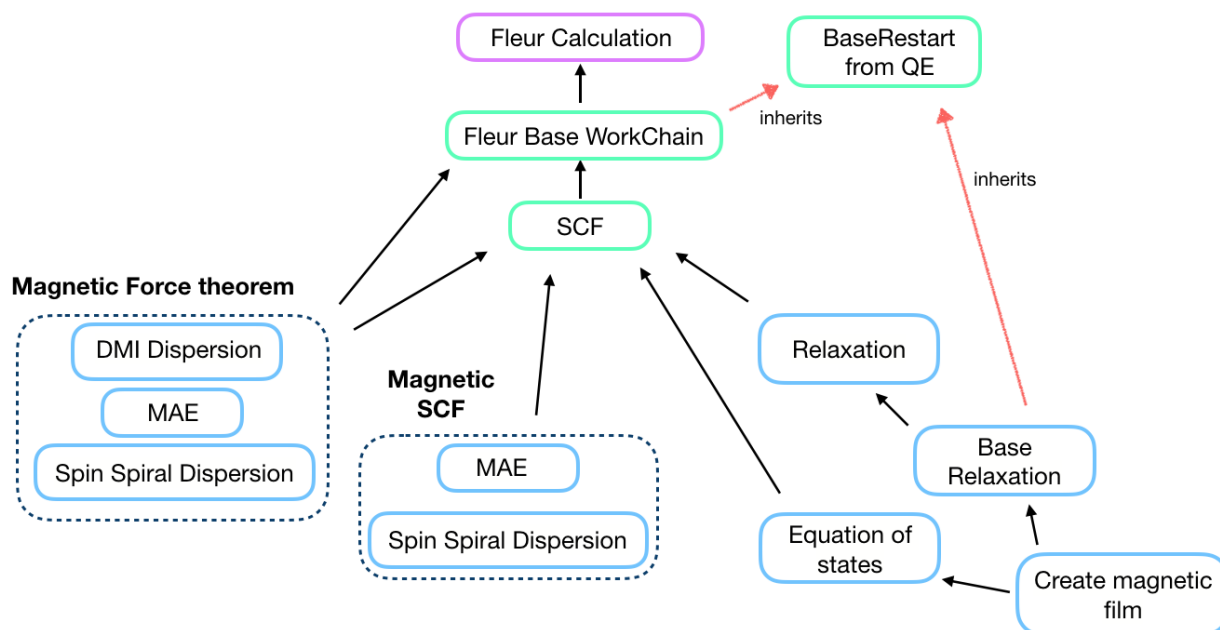 Fleur Calculation
BaseRestart
from QE
inherits
Fleur Base WorkChain
inherits
SCF
Magnetic Force theorem
DMI Dispersion
MAE
Spin Spiral Dispersion
Magnetic
SCF
MAE
Spin Spiral Dispersion
Relaxation
Base
Relaxation
Equation of
states
Create magnetic
film